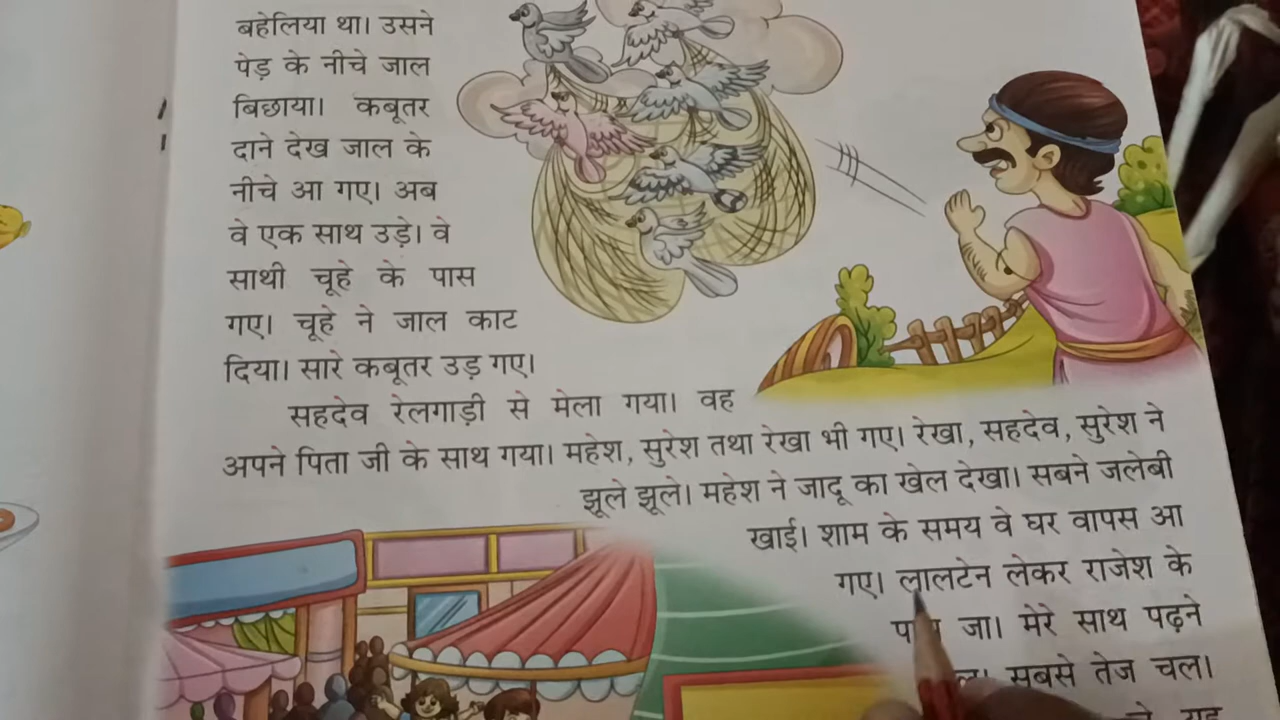 बहेलिया था। उसने
पेड़ के नीचे जाल
बिछाया। कबूतर
दाने देख जाल के
नीचे आ गए। अब
वे एक साथ उड़े। वे
साथी चूहे के पास
गए। चूहे ने जाल काट
दिया। सारे कबूतर उड़ गए।
सहदेव रेलगाड़ी से मेला गया। वह
अपने पिता जी के साथ गया। महेश, सुरेश तथा रेखा भी गए। रेखा, सहदेव, सुरेश ने
झूले झूले। महेश ने जादू का खेल देखा। सबने जलेबी
खाई। शाम के समय वे घर वापस आ
गए। लालटेन लेकर राजेश के
जा। मेरे साथ पढ़ने
सबसे तेज चल।